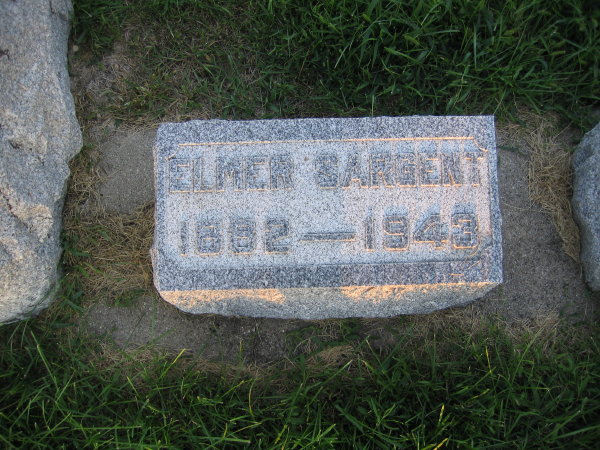 ELMER SARGENT
1882 — 1943